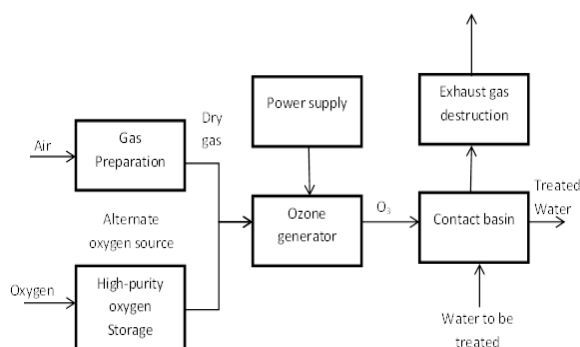 Exhaust gas
destruction
Power supply
Dry
gas
Gas
Preparation
Air
Treated
Water
O₃
Ozone
generator
Contact basin
Alternate
oxygen source
Oxygen
High-purity
oxygen
Storage
Water to be
treated